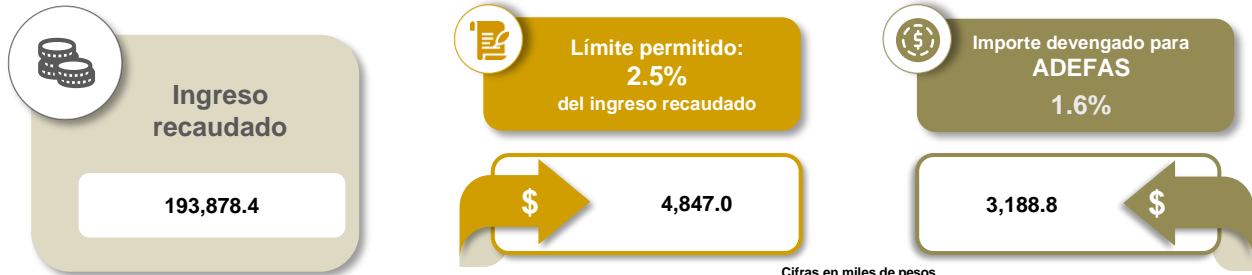 Ingreso
recaudado
193,878.4
Límite permitido:
2.5%
del ingreso recaudado
$
4,847.0
Importe devengado para
ADEFAS
1.6%
3,188.8
$
Cifras en miles de pesos